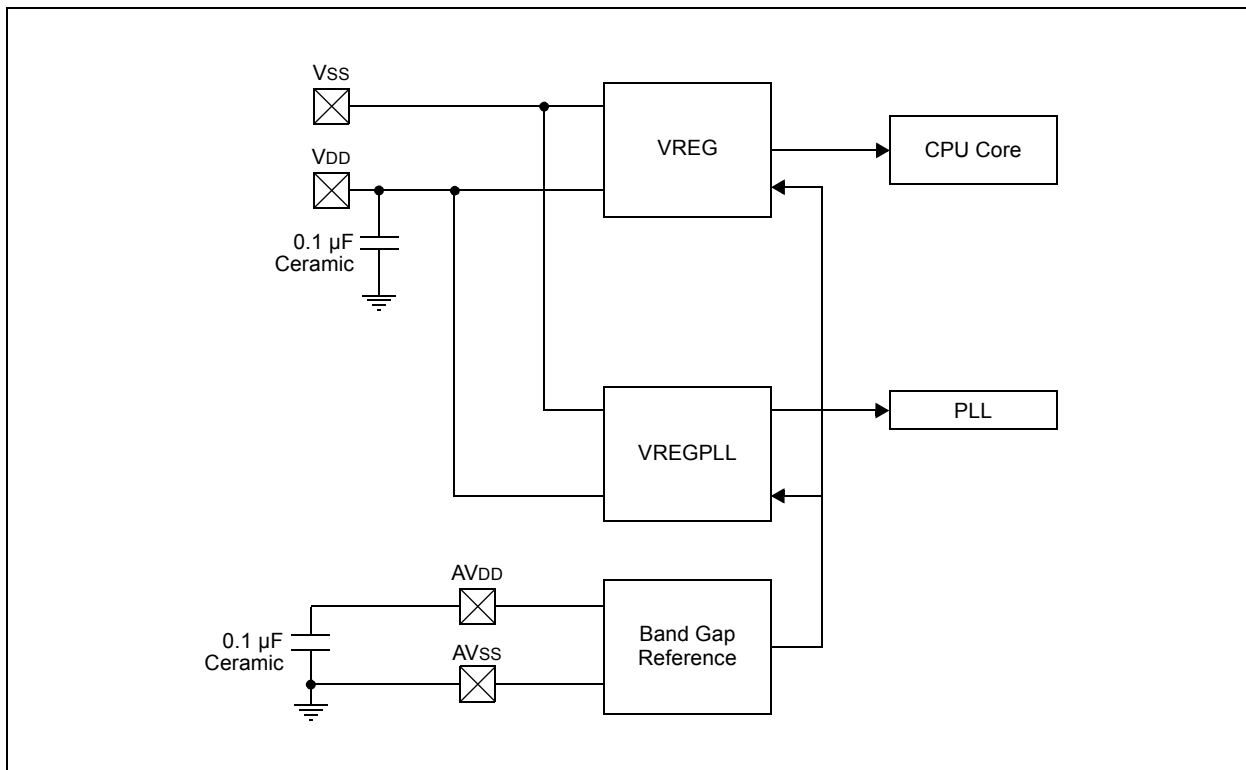 VSS
VREG
CPU Core
VDD
0.1 µF
Ceramic
VREGPLL
PLL
AVDD
Band Gap
Reference
0.1 µF
Ceramic
AVSS